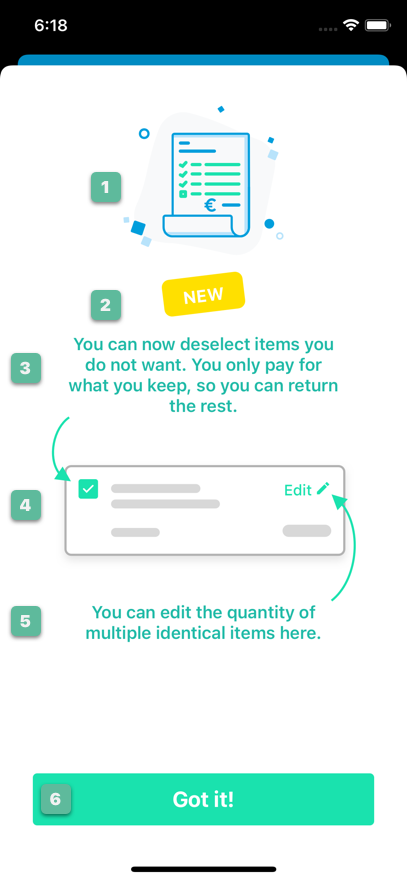 6:18
1
€
2
NEW
3
You can now deselect items you
do not want. You only pay for
what you keep, so you can return
the rest.
4
Edit
5
You can edit the quantity of
multiple identical items here.
6
Got it!